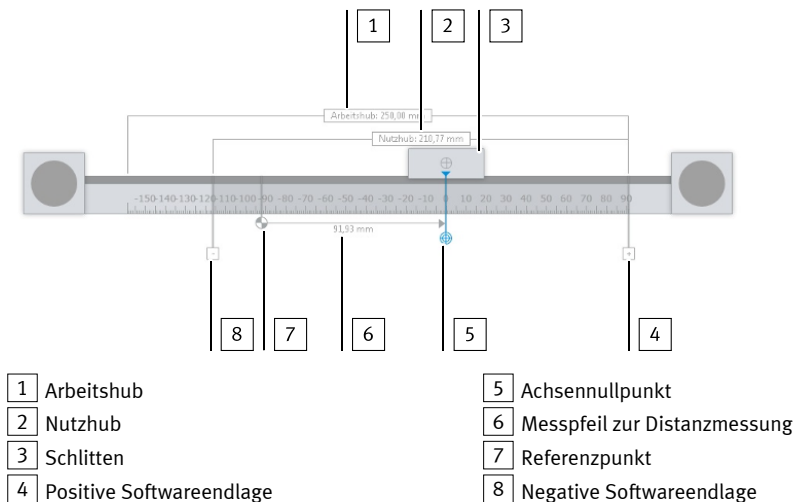 1 2 3
Arbeitshub: 250,00 mm
Nutzhub: 210,77 mm
-150-140-130-120-110-100 -90 -80 -70 -60 -50 -40 -30 -20 -10 0 10 20 30 40 50 60 70 80 90
91,93 mm
- +
8 7 6 5 4
1 Arbeitshub
2 Nutzhub
3 Schlitten
4 Positive Softwareendlage
5 Achsennullpunkt
6 Messpfeil zur Distanzmessung
7 Referenzpunkt
8 Negative Softwareendlage